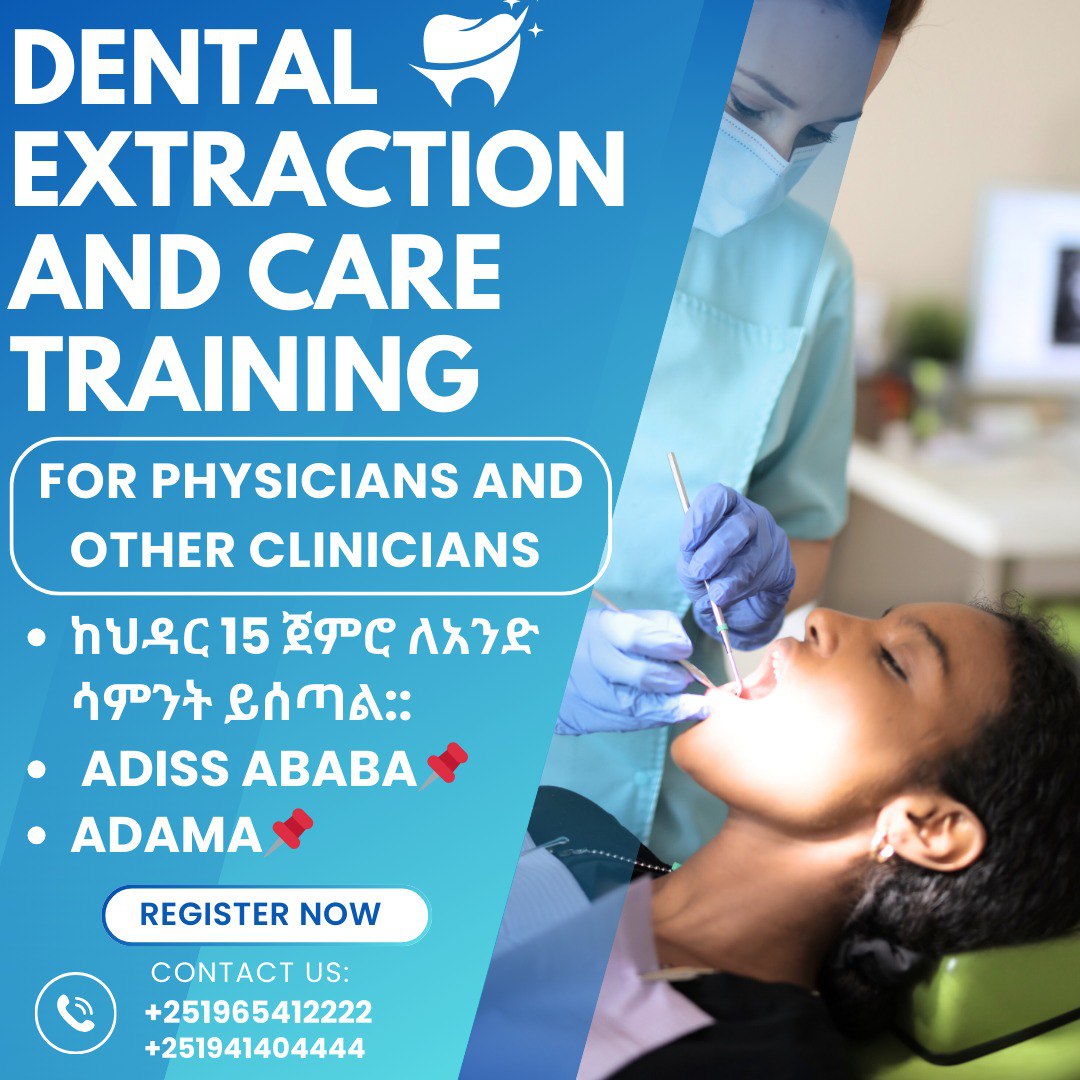 DENTAL
EXTRACTION
AND CARE
TRAINING
FOR PHYSICIANS AND
OTHER CLINICIANS
• ከህዳር 15 ጀምሮ ለአንድ
ሳምንት ይሰጣል።
• ADISS ABABA📌
• ADAMA📌
REGISTER NOW
CONTACT US:
+251965412222
+251941404444